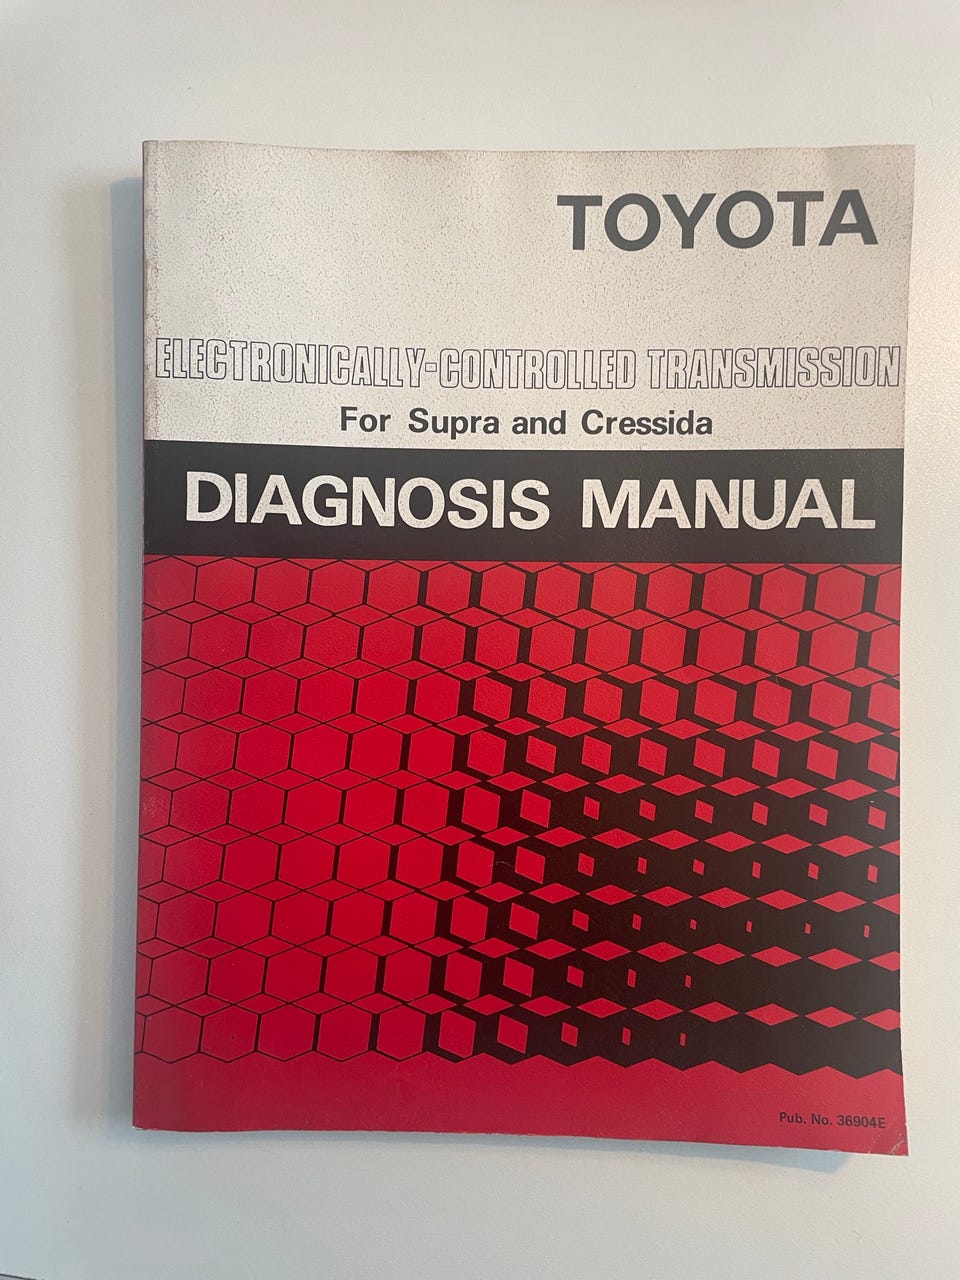 TOYOTA
ELECTRONICALLY-CONTROLLED TRANSMISSION
For Supra and Cressida
DIAGNOSIS MANUAL
Pub. No. 36904E